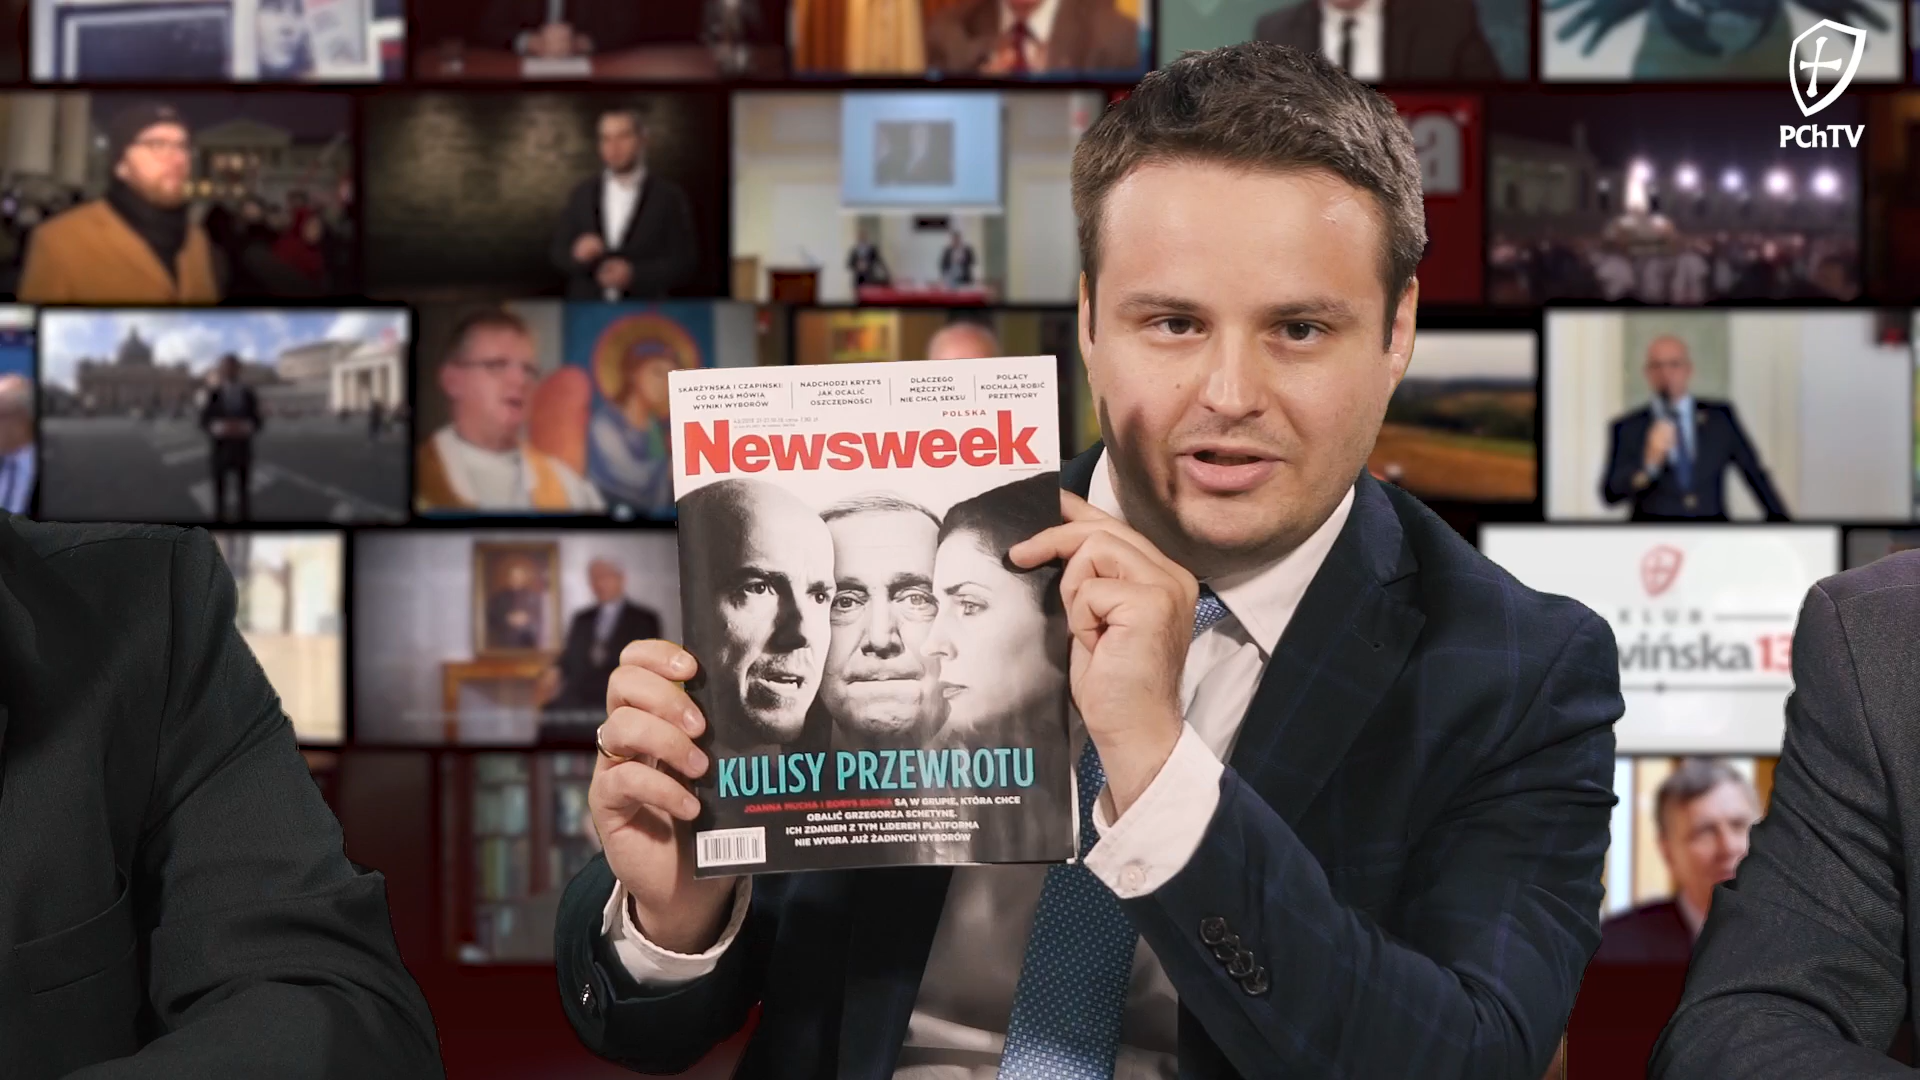 PChTV
SKARŻYŃSKA I CZAPIŃSKI:
CO O NAS MÓWIĄ
WYNIKI WYBORÓW
NADCHODZI KRYZYS
JAK OCALIĆ
OSZCZĘDNOŚCI
DLACZEGO
MĘŻCZYŹNI
NIE CHCĄ SEKSU
POLACY
KOCHAJĄ ROBIĆ
PRZETWORY
POLSKA
Newsweek
KULISY PRZEWROTU
JOANNA MUCHA I BORYS BUDKA SĄ W GRUPIE, KTÓRA CHCE
OBALIĆ GRZEGORZA SCHETYNĘ.
ICH ZDANIEM Z TYM LIDEREM PLATFORMA
NIE WYGRA JUŻ ŻADNYCH WYBORÓW
KLUB
wińska13